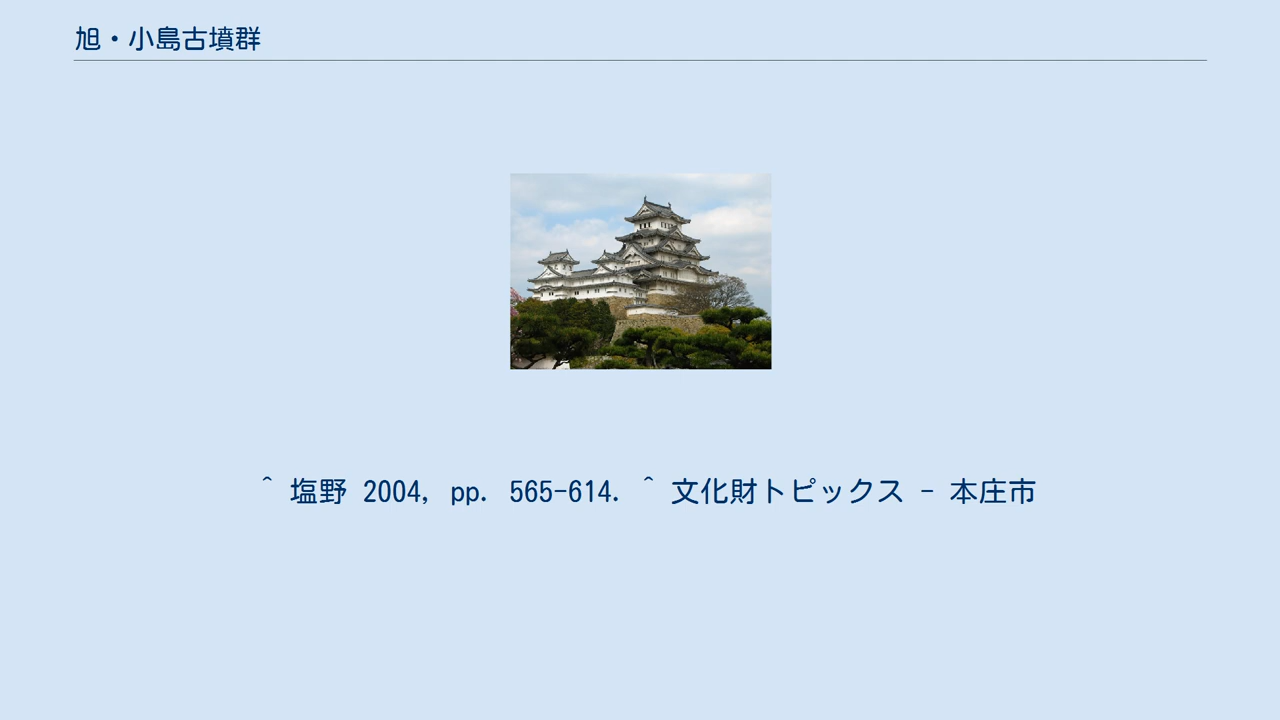 旭・小島古墳群
^ 塩野 2004, pp. 565-614. ^ 文化財トピックス - 本庄市